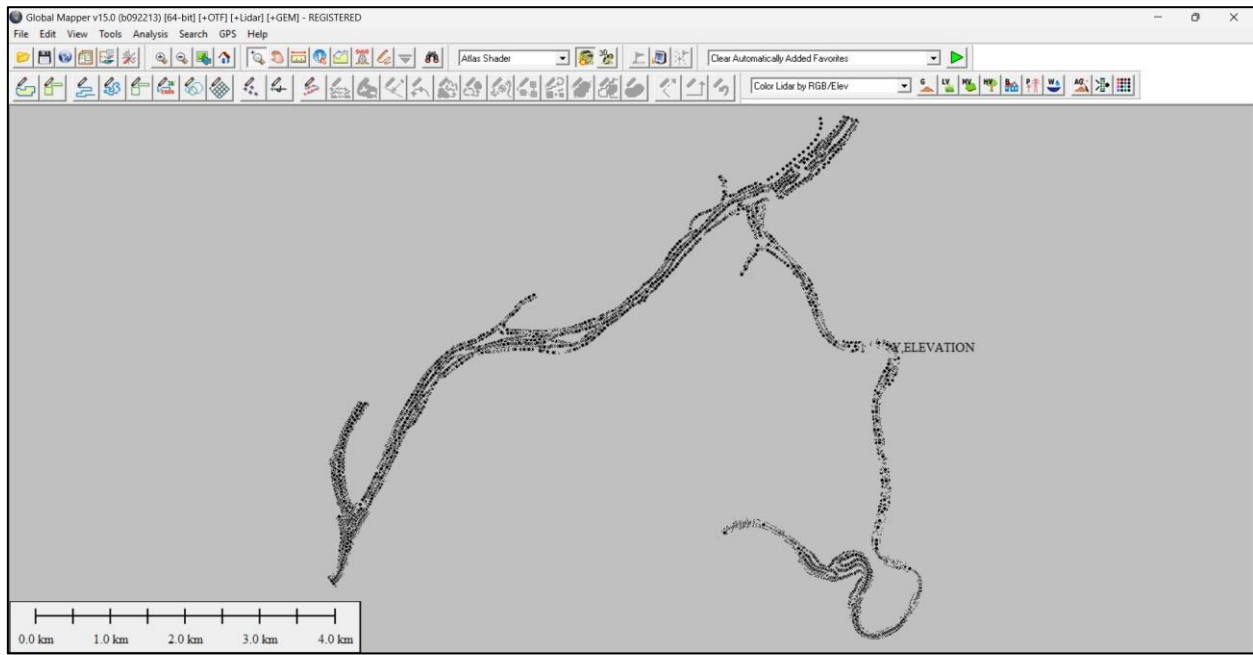 Global Mapper v15.0 (b092213) [64-bit] [+OTF] [+Lidar] [+GEM] - REGISTERED
File Edit View Tools Analysis Search GPS Help
Atlas Shader
Clear Automatically Added Favorites
Color Lidar by RGB/Elev
Y,ELEVATION
0.0 km 1.0 km 2.0 km 3.0 km 4.0 km